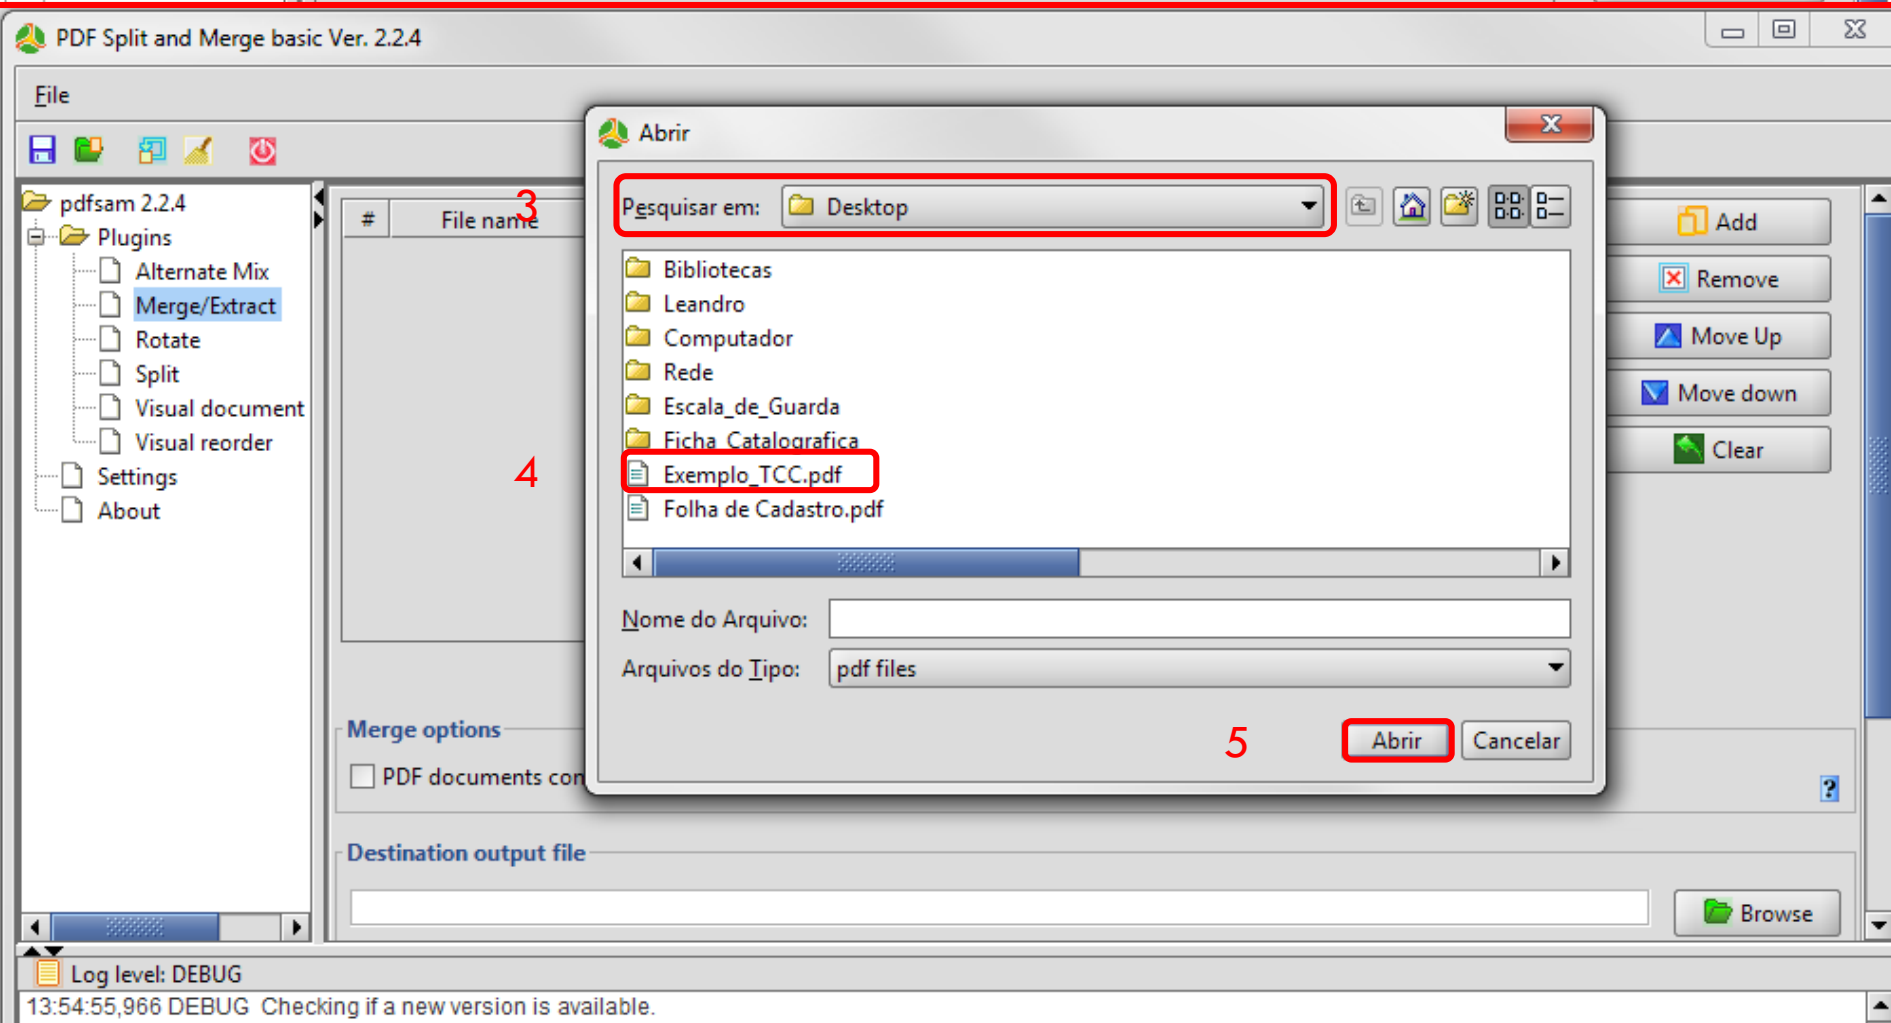 PDF Split and Merge basic Ver. 2.2.4
File
Abrir
pdfsam 2.2.4
Plugins
Alternate Mix
Merge/Extract
Rotate
Split
Visual document
Visual reorder
Settings
About
# File name
3
Pesquisar em: Desktop
Bibliotecas
Leandro
Computador
Rede
Escala_de_Guarda
Ficha_Catalografica
4
Exemplo_TCC.pdf
Folha de Cadastro.pdf
Nome do Arquivo:
Arquivos do Tipo: pdf files
5
Abrir Cancelar
Add
Remove
Move Up
Move down
Clear
Merge options
PDF documents con
?
Destination output file
Browse
Log level: DEBUG
13:54:55,966 DEBUG Checking if a new version is available.